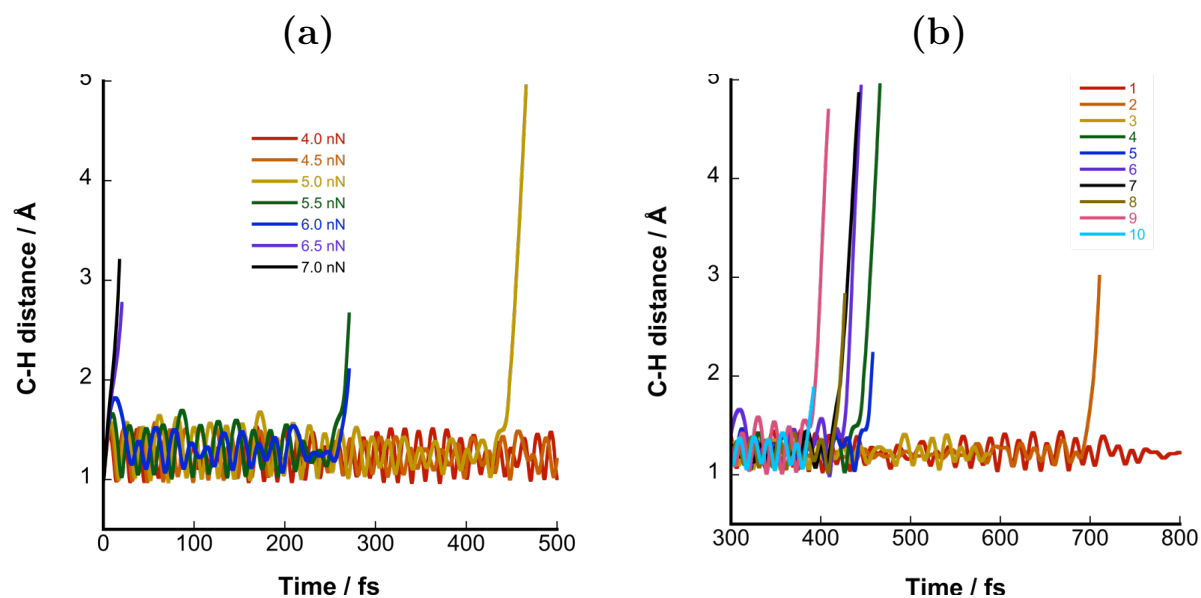 (a)
5
4
3
2
1
0
100
200
300
400
500
C-H distance / Å
Time / fs
4.0 nN
4.5 nN
5.0 nN
5.5 nN
6.0 nN
6.5 nN
7.0 nN
(b)
5
4
3
2
1
300
400
500
600
700
800
C-H distance / Å
Time / fs
1
2
3
4
5
6
7
8
9
10